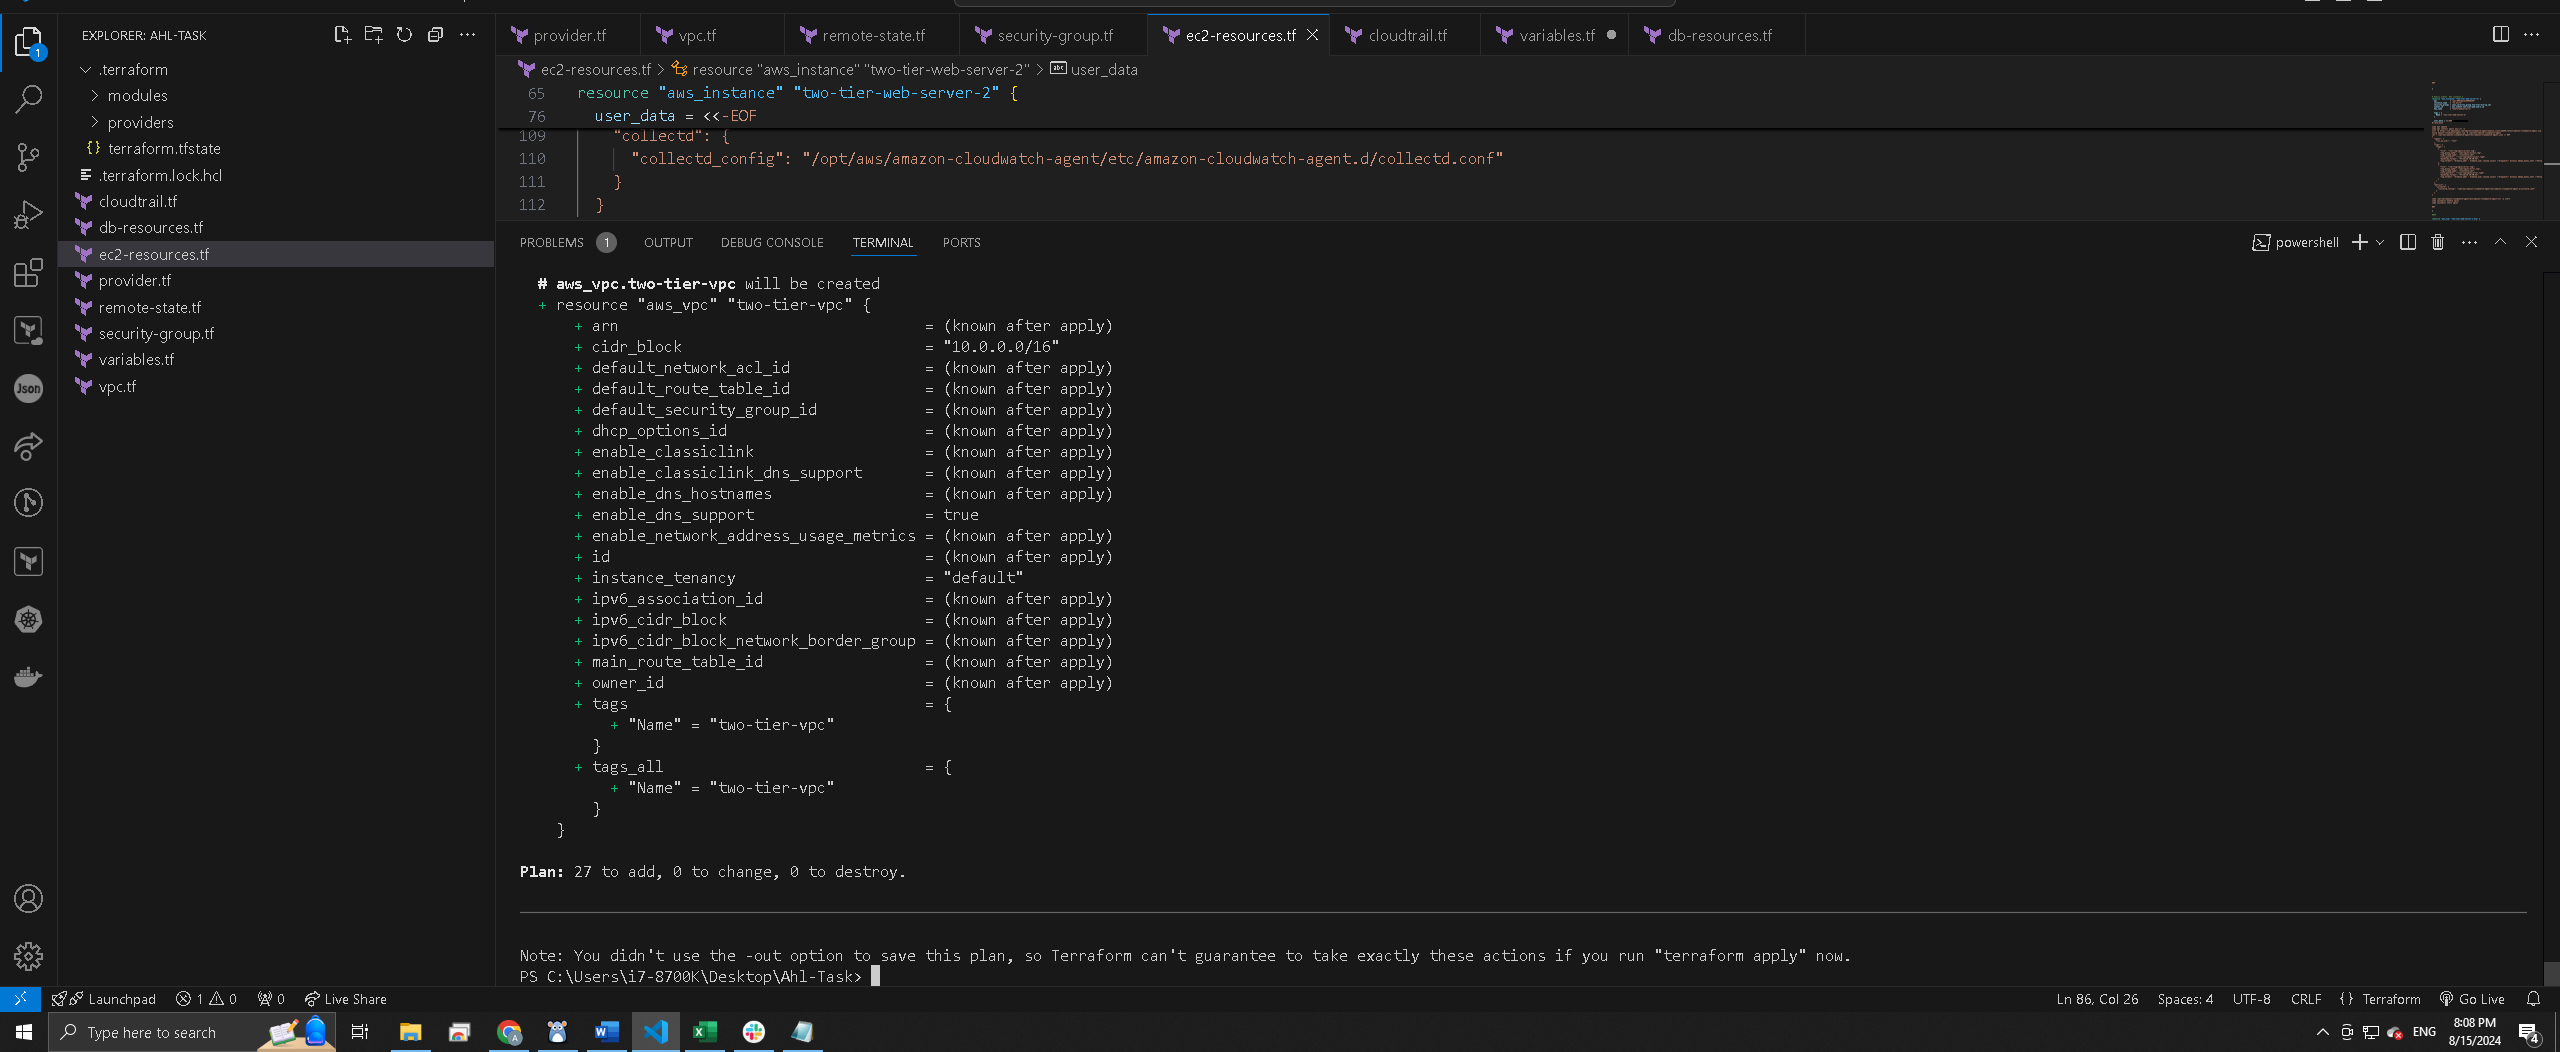 EXPLORER: AHL-TASK
.terraform
modules
providers
{} terraform.tfstate
.terraform.lock.hcl
cloudtrail.tf
db-resources.tf
ec2-resources.tf
provider.tf
remote-state.tf
security-group.tf
variables.tf
vpc.tf
1
Json
provider.tf
vpc.tf
remote-state.tf
security-group.tf
ec2-resources.tf
cloudtrail.tf
variables.tf
db-resources.tf
ec2-resources.tf > resource "aws_instance" "two-tier-web-server-2" > abc user_data
65 resource "aws_instance" "two-tier-web-server-2" {
76 user_data = <<-EOF
109 "collectd": {
110 "collectd_config": "/opt/aws/amazon-cloudwatch-agent/etc/amazon-cloudwatch-agent.d/collectd.conf"
111 }
112 }
PROBLEMS 1 OUTPUT DEBUG CONSOLE TERMINAL PORTS
powershell
# aws_vpc.two-tier-vpc will be created
+ resource "aws_vpc" "two-tier-vpc" {
+ arn = (known after apply)
+ cidr_block = "10.0.0.0/16"
+ default_network_acl_id = (known after apply)
+ default_route_table_id = (known after apply)
+ default_security_group_id = (known after apply)
+ dhcp_options_id = (known after apply)
+ enable_classiclink = (known after apply)
+ enable_classiclink_dns_support = (known after apply)
+ enable_dns_hostnames = (known after apply)
+ enable_dns_support = true
+ enable_network_address_usage_metrics = (known after apply)
+ id = (known after apply)
+ instance_tenancy = "default"
+ ipv6_association_id = (known after apply)
+ ipv6_cidr_block = (known after apply)
+ ipv6_cidr_block_network_border_group = (known after apply)
+ main_route_table_id = (known after apply)
+ owner_id = (known after apply)
+ tags = {
+ "Name" = "two-tier-vpc"
}
+ tags_all = {
+ "Name" = "two-tier-vpc"
}
}
Plan: 27 to add, 0 to change, 0 to destroy.
Note: You didn't use the -out option to save this plan, so Terraform can't guarantee to take exactly these actions if you run "terraform apply" now.
PS C:\Users\i7-8700K\Desktop\Ahl-Task>
Launchpad 1 0 0 Live Share
Ln 86, Col 26 Spaces: 4 UTF-8 CRLF {} Terraform Go Live
Type here to search
ENG
8:08 PM
8/15/2024
4